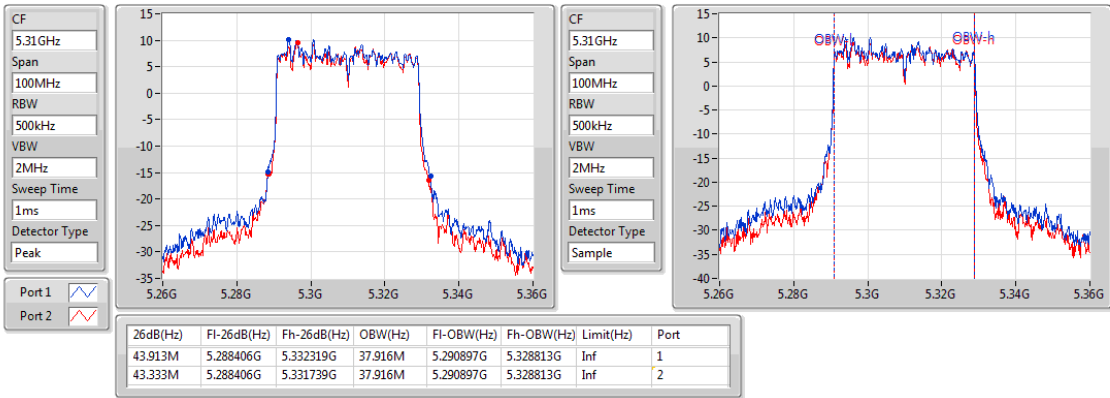 CF
5.31GHz
Span
100MHz
RBW
500kHz
VBW
2MHz
Sweep Time
1ms
Detector Type
Peak
Port 1
Port 2
15
10
5
0
-5
-10
-15
-20
-25
-30
-35
5.26G 5.28G 5.3G 5.32G 5.34G 5.36G
CF
5.31GHz
Span
100MHz
RBW
500kHz
VBW
2MHz
Sweep Time
1ms
Detector Type
Sample
15
10
5
0
-5
-10
-15
-20
-25
-30
-35
-40
OBW-l OBW-h
5.26G 5.28G 5.3G 5.32G 5.34G 5.36G
26dB(Hz) Fl-26dB(Hz) Fh-26dB(Hz) OBW(Hz) Fl-OBW(Hz) Fh-OBW(Hz) Limit(Hz) Port
43.913M 5.288406G 5.332319G 37.916M 5.290897G 5.328813G Inf 1
43.333M 5.288406G 5.331739G 37.916M 5.290897G 5.328813G Inf 2